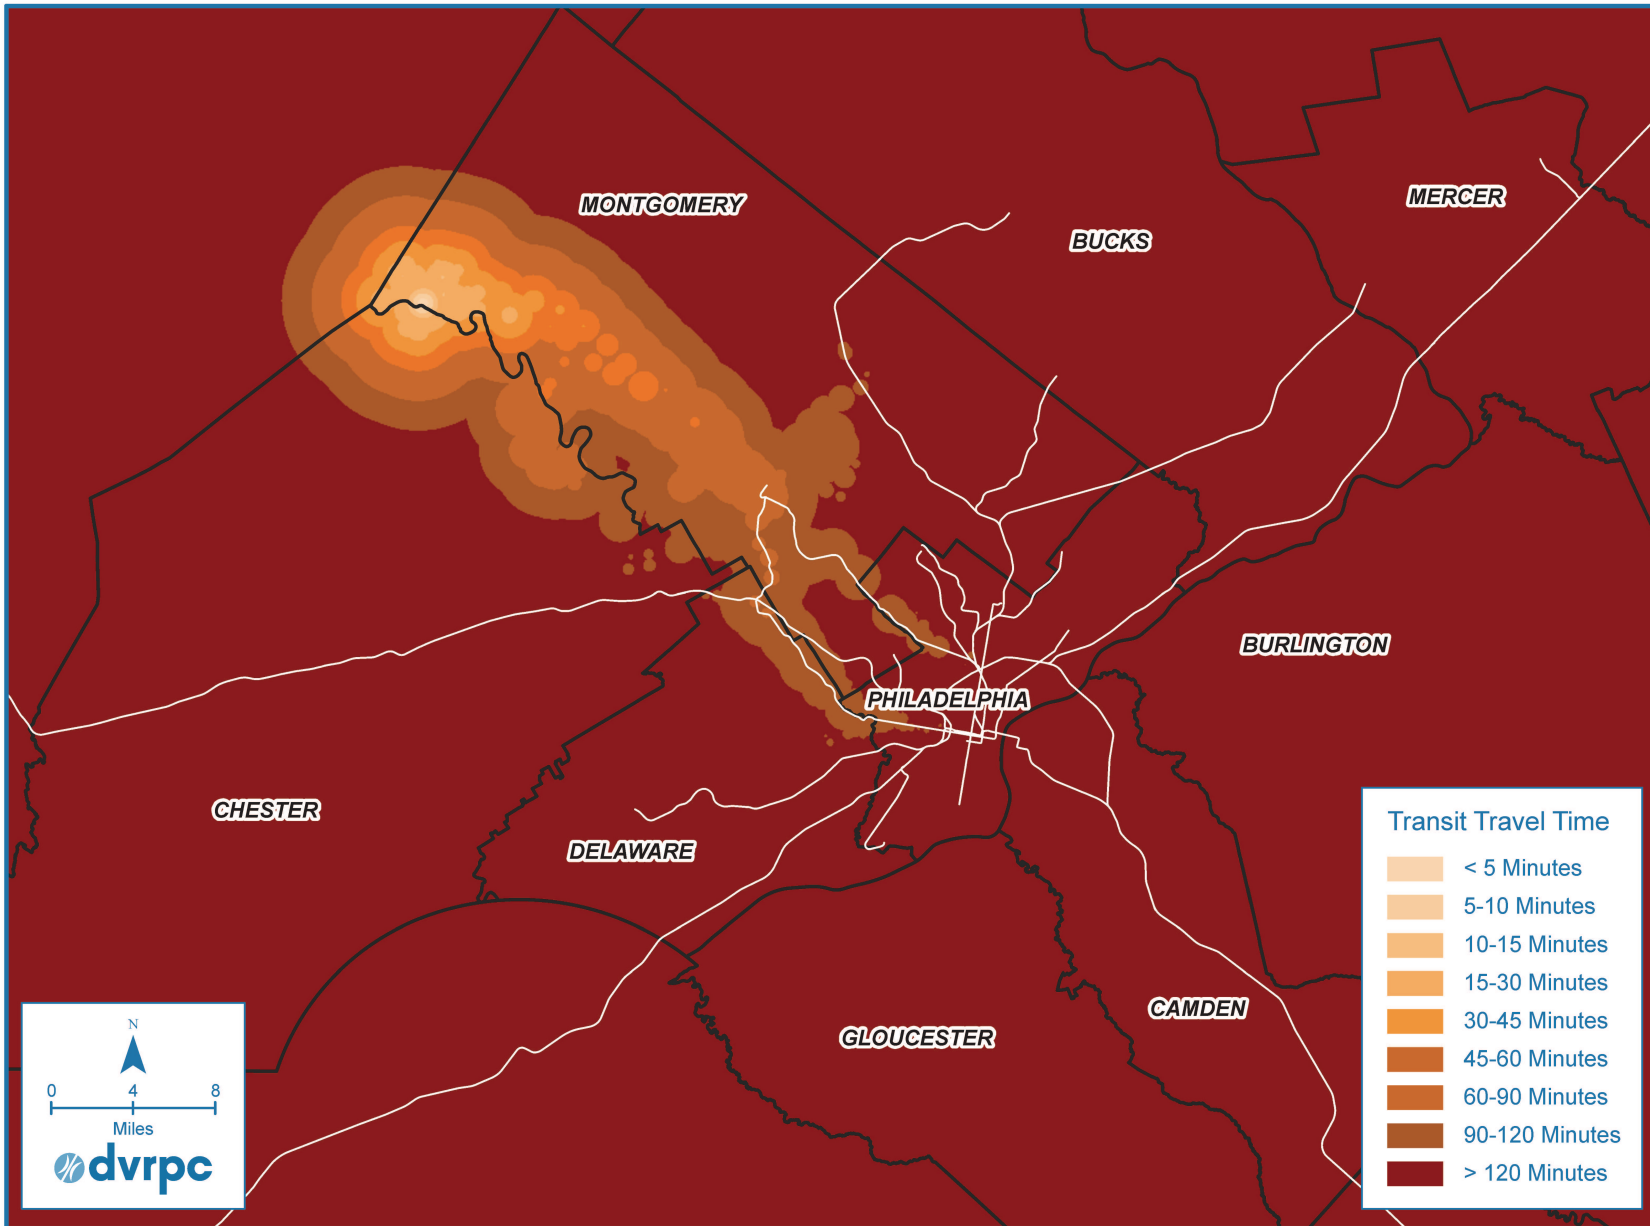 MONTGOMERY
MERCER
BUCKS
BURLINGTON
PHILADELPHIA
CHESTER
DELAWARE
CAMDEN
GLOUCESTER
Transit Travel Time
< 5 Minutes
5-10 Minutes
10-15 Minutes
15-30 Minutes
30-45 Minutes
45-60 Minutes
60-90 Minutes
90-120 Minutes
> 120 Minutes
N
0 4 8
Miles
dvrpc